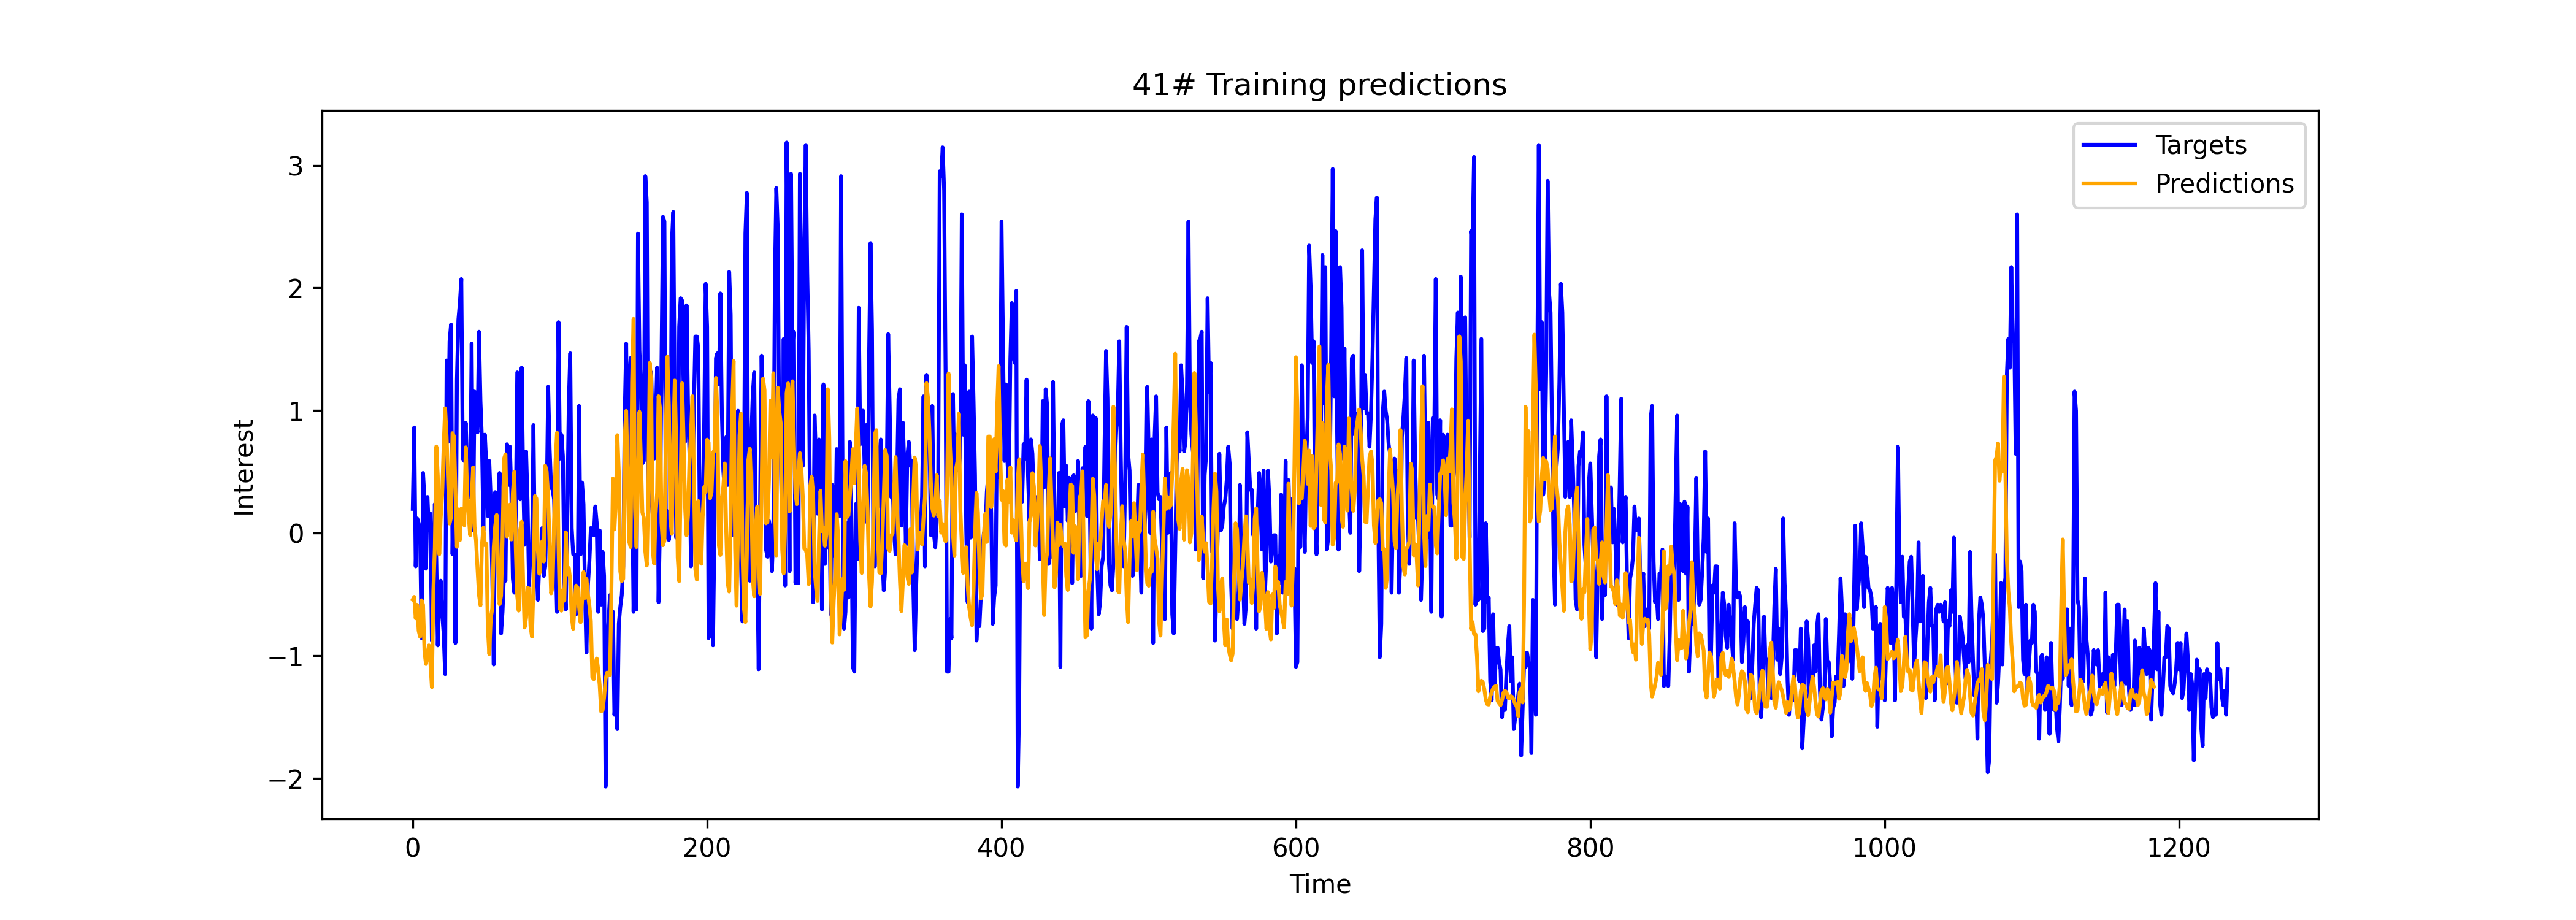 41# Training predictions
Targets
Predictions
Interest
3
2
1
0
−1
−2
0 200 400 600 800 1000 1200
Time